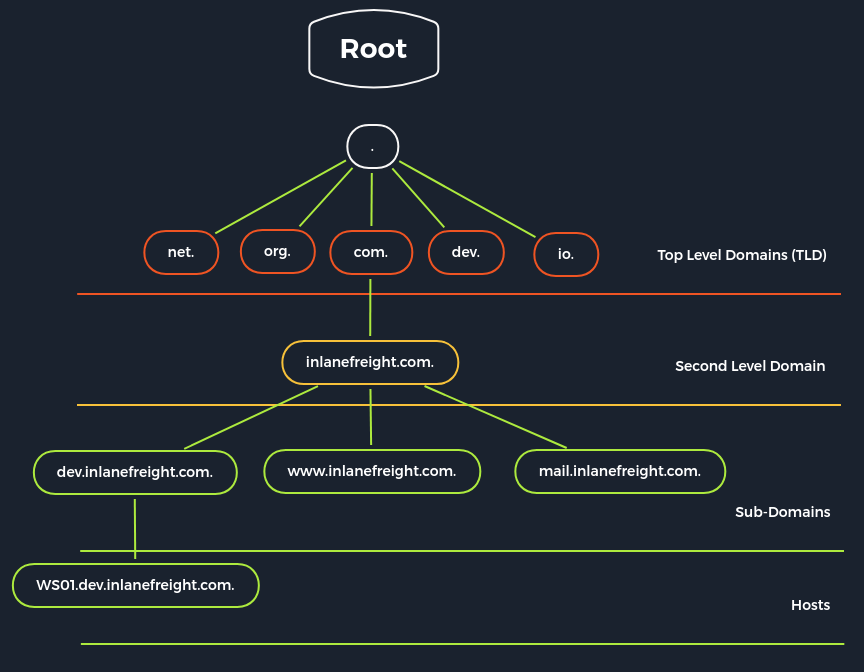 Root
.
net.
org.
com.
dev.
io.
Top Level Domains (TLD)
inlanefreight.com.
Second Level Domain
dev.inlanefreight.com.
www.inlanefreight.com.
mail.inlanefreight.com.
Sub-Domains
WS01.dev.inlanefreight.com.
Hosts